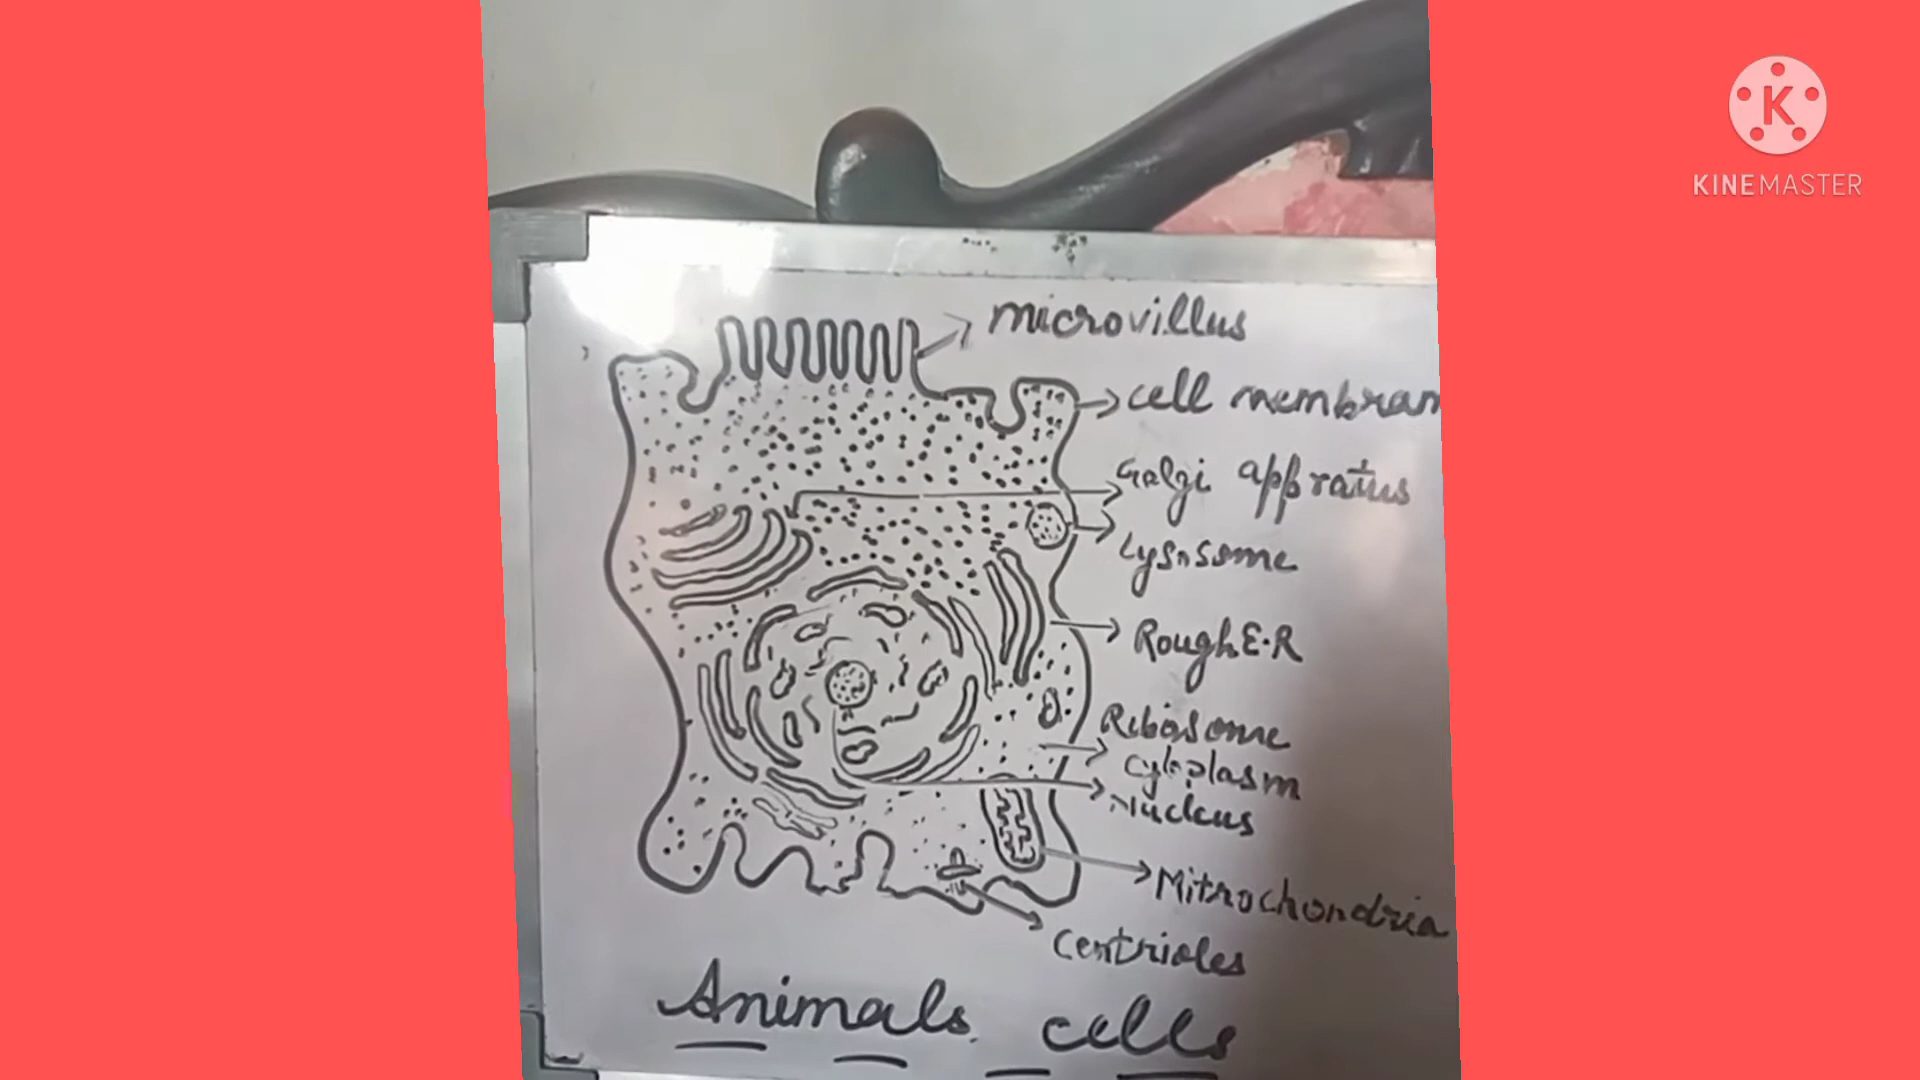 K
KINEMASTER
microvillus
cell membran
Golgi appratus
Lysosome
Rough E.R
Ribosome
cytoplasm
Nucleus
Mitrochondria
Centrioles
Animals cells